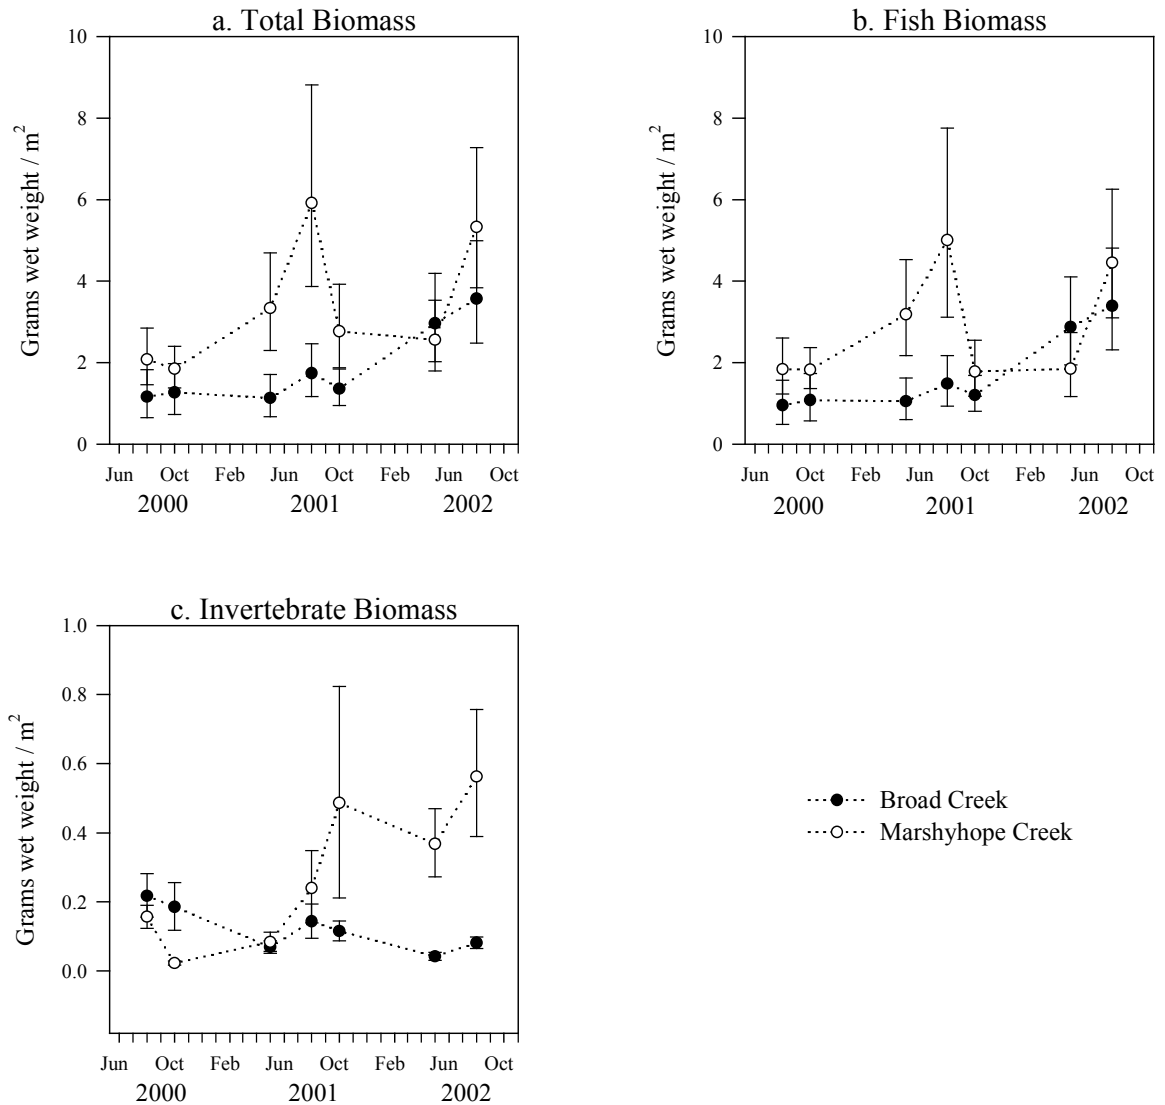 a. Total Biomass
10
8
6
4
2
0
Grams wet weight / m²
Jun Oct Feb Jun Oct Feb Jun Oct
2000 2001 2002
b. Fish Biomass
10
8
6
4
2
0
Grams wet weight / m²
Jun Oct Feb Jun Oct Feb Jun Oct
2000 2001 2002
c. Invertebrate Biomass
1.0
0.8
0.6
0.4
0.2
0.0
Grams wet weight / m²
Jun Oct Feb Jun Oct Feb Jun Oct
2000 2001 2002
Broad Creek
Marshyhope Creek